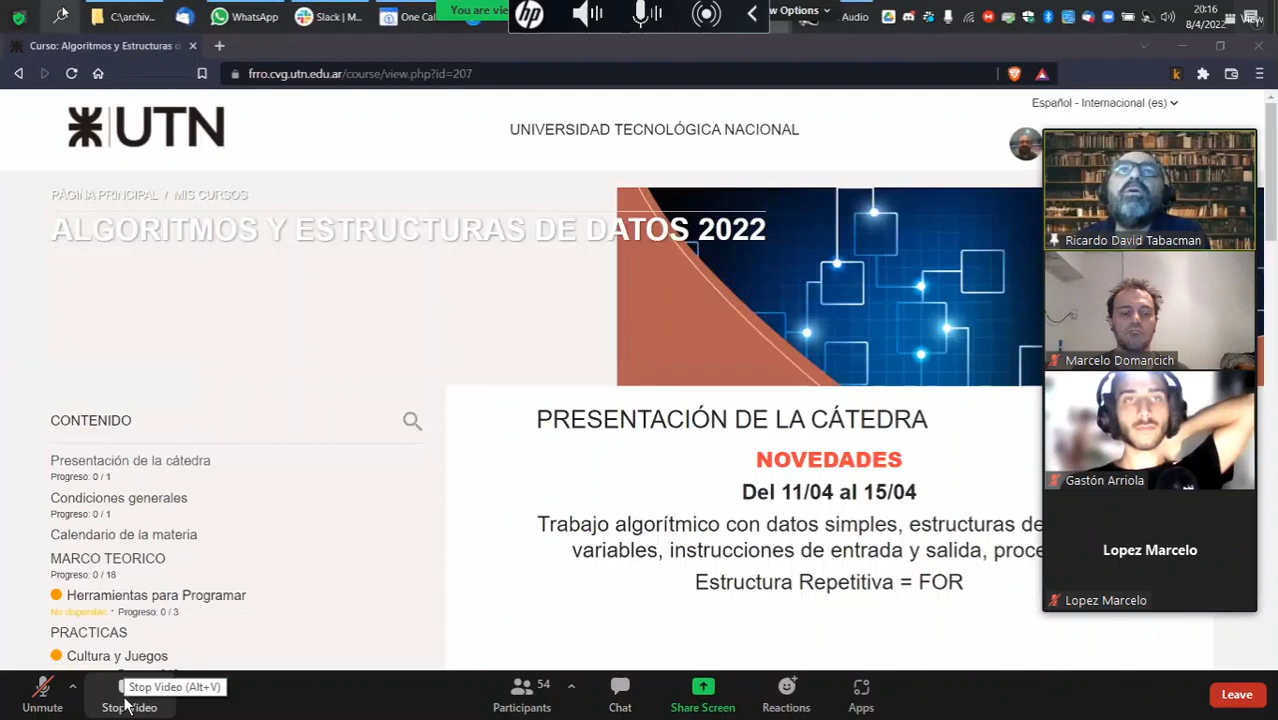 C:\archiv...
WhatsApp
Slack | M...
One Cal
You are vie
hp
w Options
Audio
20:16
8/4/2022
View
Curso: Algoritmos y Estructuras d
frro.cvg.utn.edu.ar/course/view.php?id=207
Español - Internacional (es)
UTN
UNIVERSIDAD TECNOLÓGICA NACIONAL
PÁGINA PRINCIPAL / MIS CURSOS
ALGORITMOS Y ESTRUCTURAS DE DATOS 2022
Ricardo David Tabacman
Marcelo Domancich
Gastón Arriola
Lopez Marcelo
Lopez Marcelo
CONTENIDO
Presentación de la cátedra
Progreso: 0 / 1
Condiciones generales
Progreso: 0 / 1
Calendario de la materia
MARCO TEORICO
Progreso: 0 / 18
Herramientas para Programar
No disponible • Progreso: 0 / 3
PRACTICAS
Cultura y Juegos
PRESENTACIÓN DE LA CÁTEDRA
NOVEDADES
Del 11/04 al 15/04
Trabajo algorítmico con datos simples, estructuras de
variables, instrucciones de entrada y salida, proce
Estructura Repetitiva = FOR
Stop Video (Alt+V)
Unmute
Stop Video
54
Participants
Chat
Share Screen
Reactions
Apps
Leave